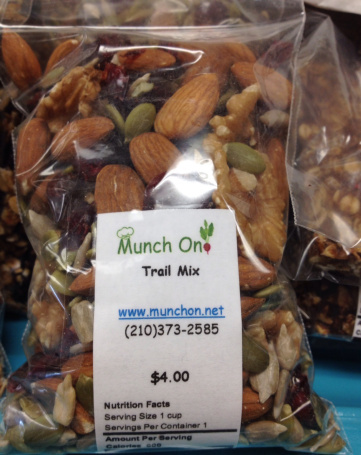 Munch On
Trail Mix
www.munchon.net
(210)373-2585
$4.00
Nutrition Facts
Serving Size 1 cup
Servings Per Container 1
Amount Per Serving
Calories